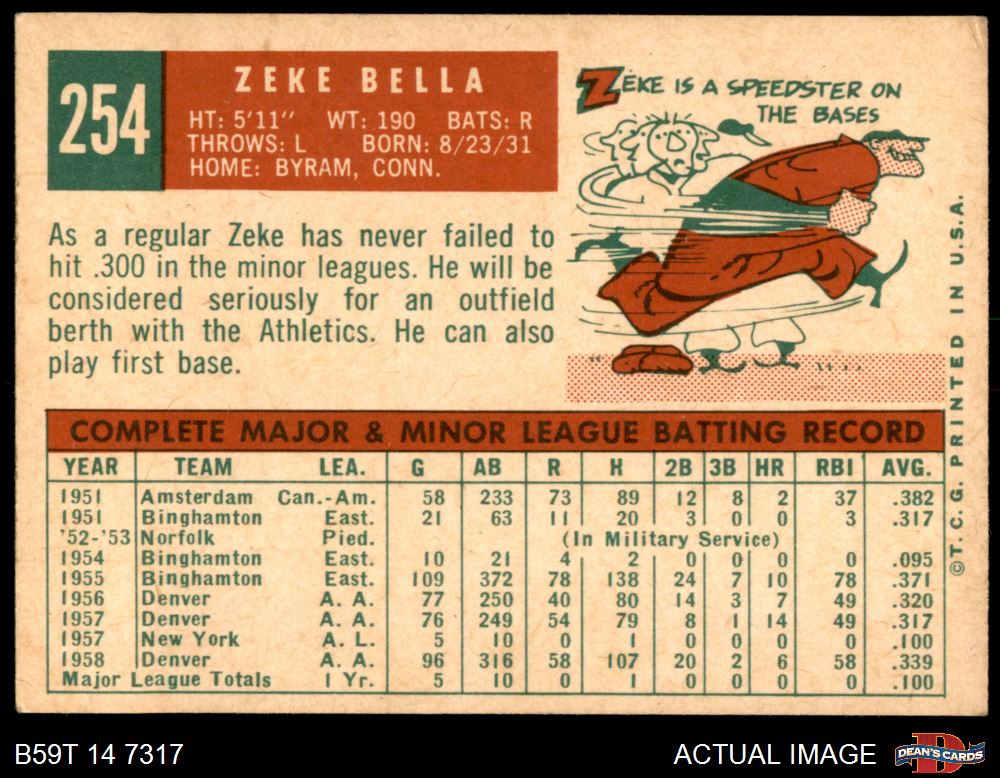 254
ZEKE BELLA
HT: 5'11" WT: 190 BATS: R
THROWS: L BORN: 8/23/31
HOME: BYRAM, CONN.
ZEKE IS A SPEEDSTER ON
THE BASES
As a regular Zeke has never failed to
hit .300 in the minor leagues. He will be
considered seriously for an outfield
berth with the Athletics. He can also
play first base.
COMPLETE MAJOR & MINOR LEAGUE BATTING RECORD
YEAR TEAM LEA. G AB R H 2B 3B HR RBI AVG.
1951 Amsterdam Can.-Am. 58 233 73 89 12 8 2 37 .382
1951 Binghamton East. 21 63 11 20 3 0 0 3 .317
'52-'53 Norfolk Pied. (In Military Service)
1954 Binghamton East. 10 21 4 2 0 0 0 0 .095
1955 Binghamton East. 109 372 78 138 24 7 10 78 .371
1956 Denver A. A. 77 250 40 80 14 3 7 49 .320
1957 Denver A. A. 76 249 54 79 8 1 14 49 .317
1957 New York A. L. 5 10 0 1 0 0 0 0 .100
1958 Denver A. A. 96 316 58 107 20 2 6 58 .339
Major League Totals 1 Yr. 5 10 0 1 0 0 0 0 .100
©T. C. G. PRINTED IN U.S.A.
B59T 14 7317
ACTUAL IMAGE
D
DEAN'S CARDS